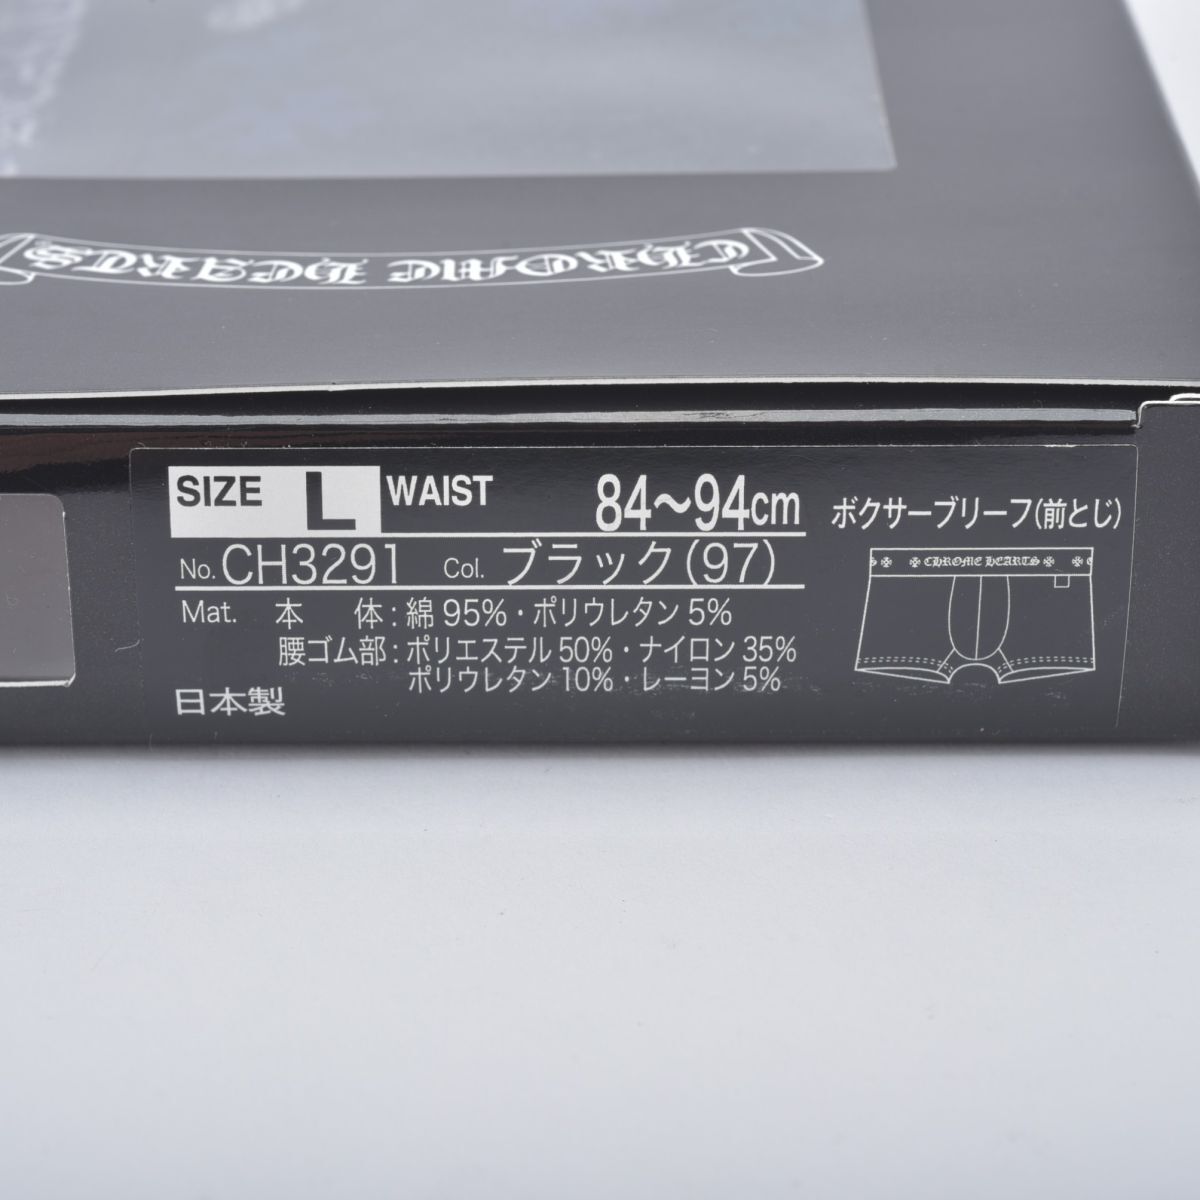 CHROME HEARTS
SIZE L WAIST 84~94cm
No. CH3291 Col. ブラック(97)
Mat. 本 体:綿 95%・ポリウレタン 5%
腰ゴム部:ポリエステル 50%・ナイロン 35%
ポリウレタン 10%・レーヨン 5%
日本製
ボクサーブリーフ(前とじ)
CHROME HEARTS